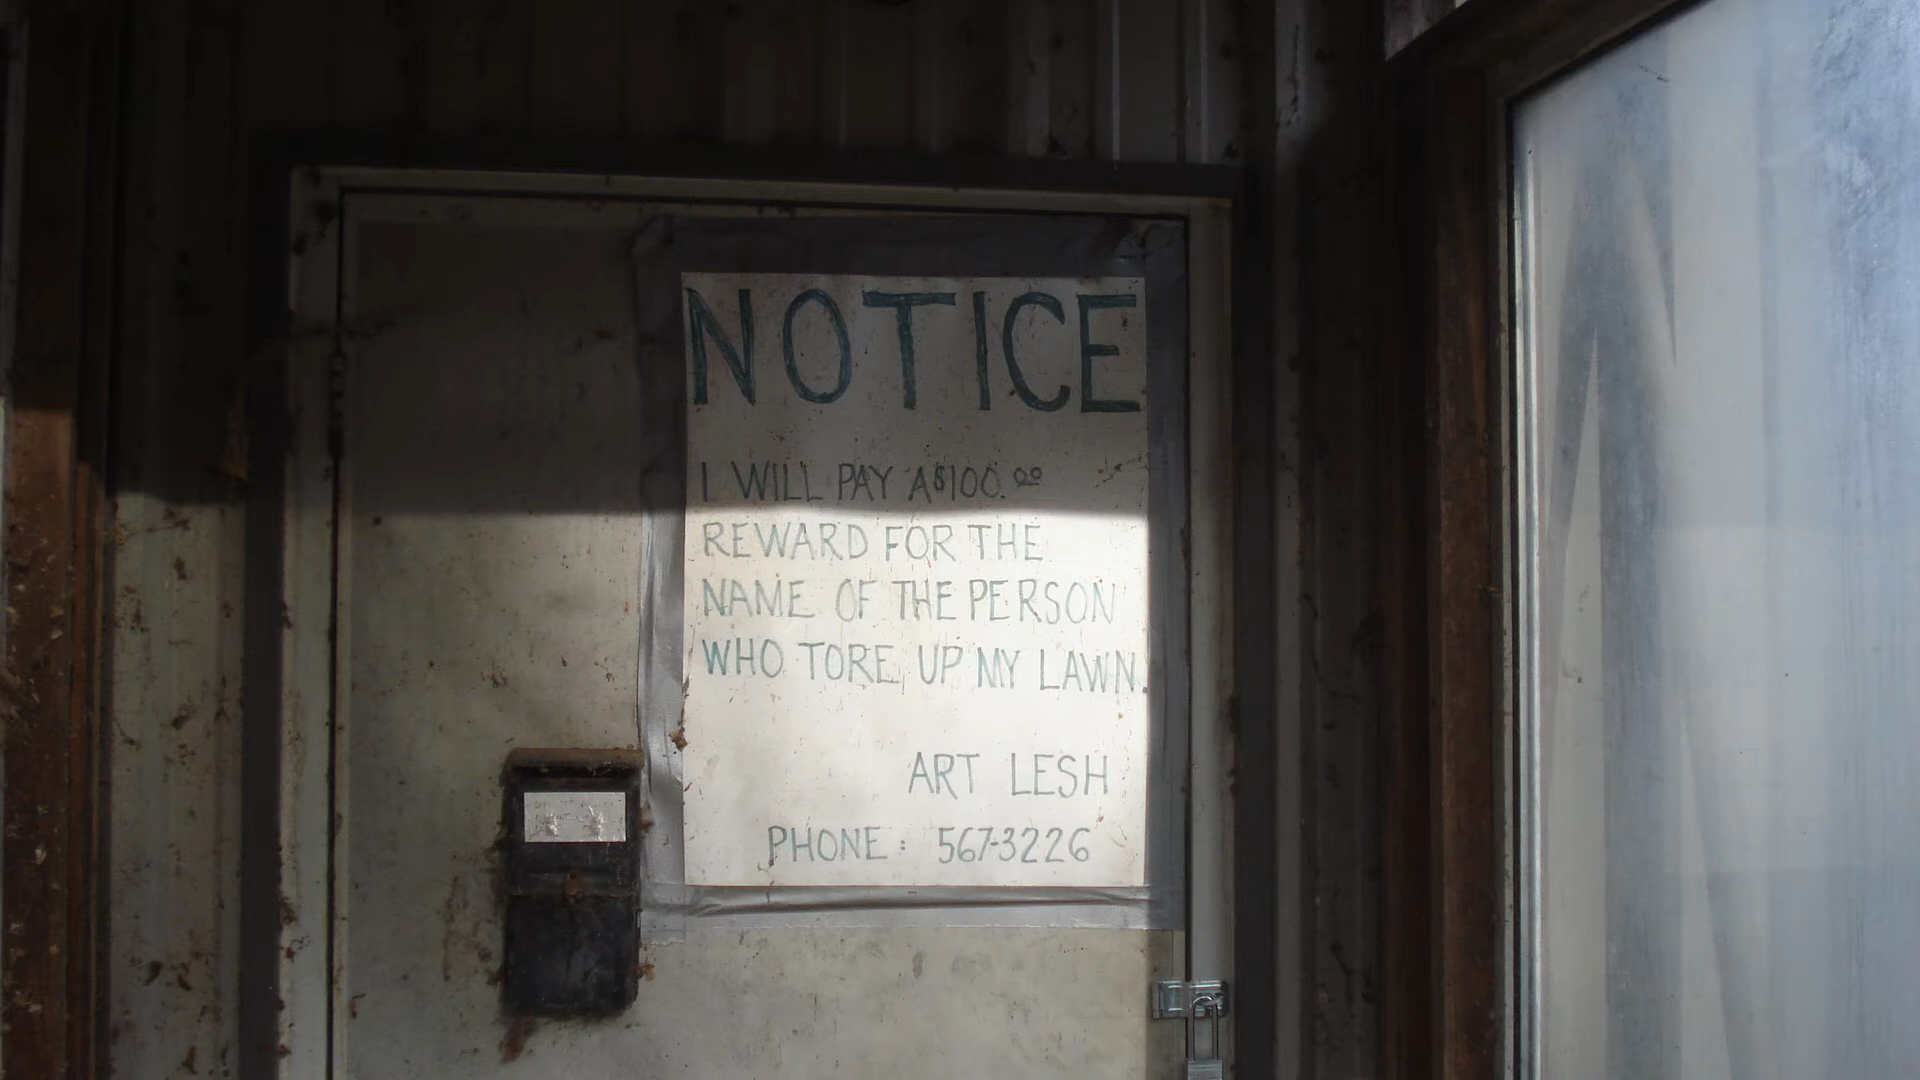 NOTICE
I WILL PAY A $100.00
REWARD FOR THE
NAME OF THE PERSON
WHO TORE UP MY LAWN.
ART LESH
PHONE: 567-3226